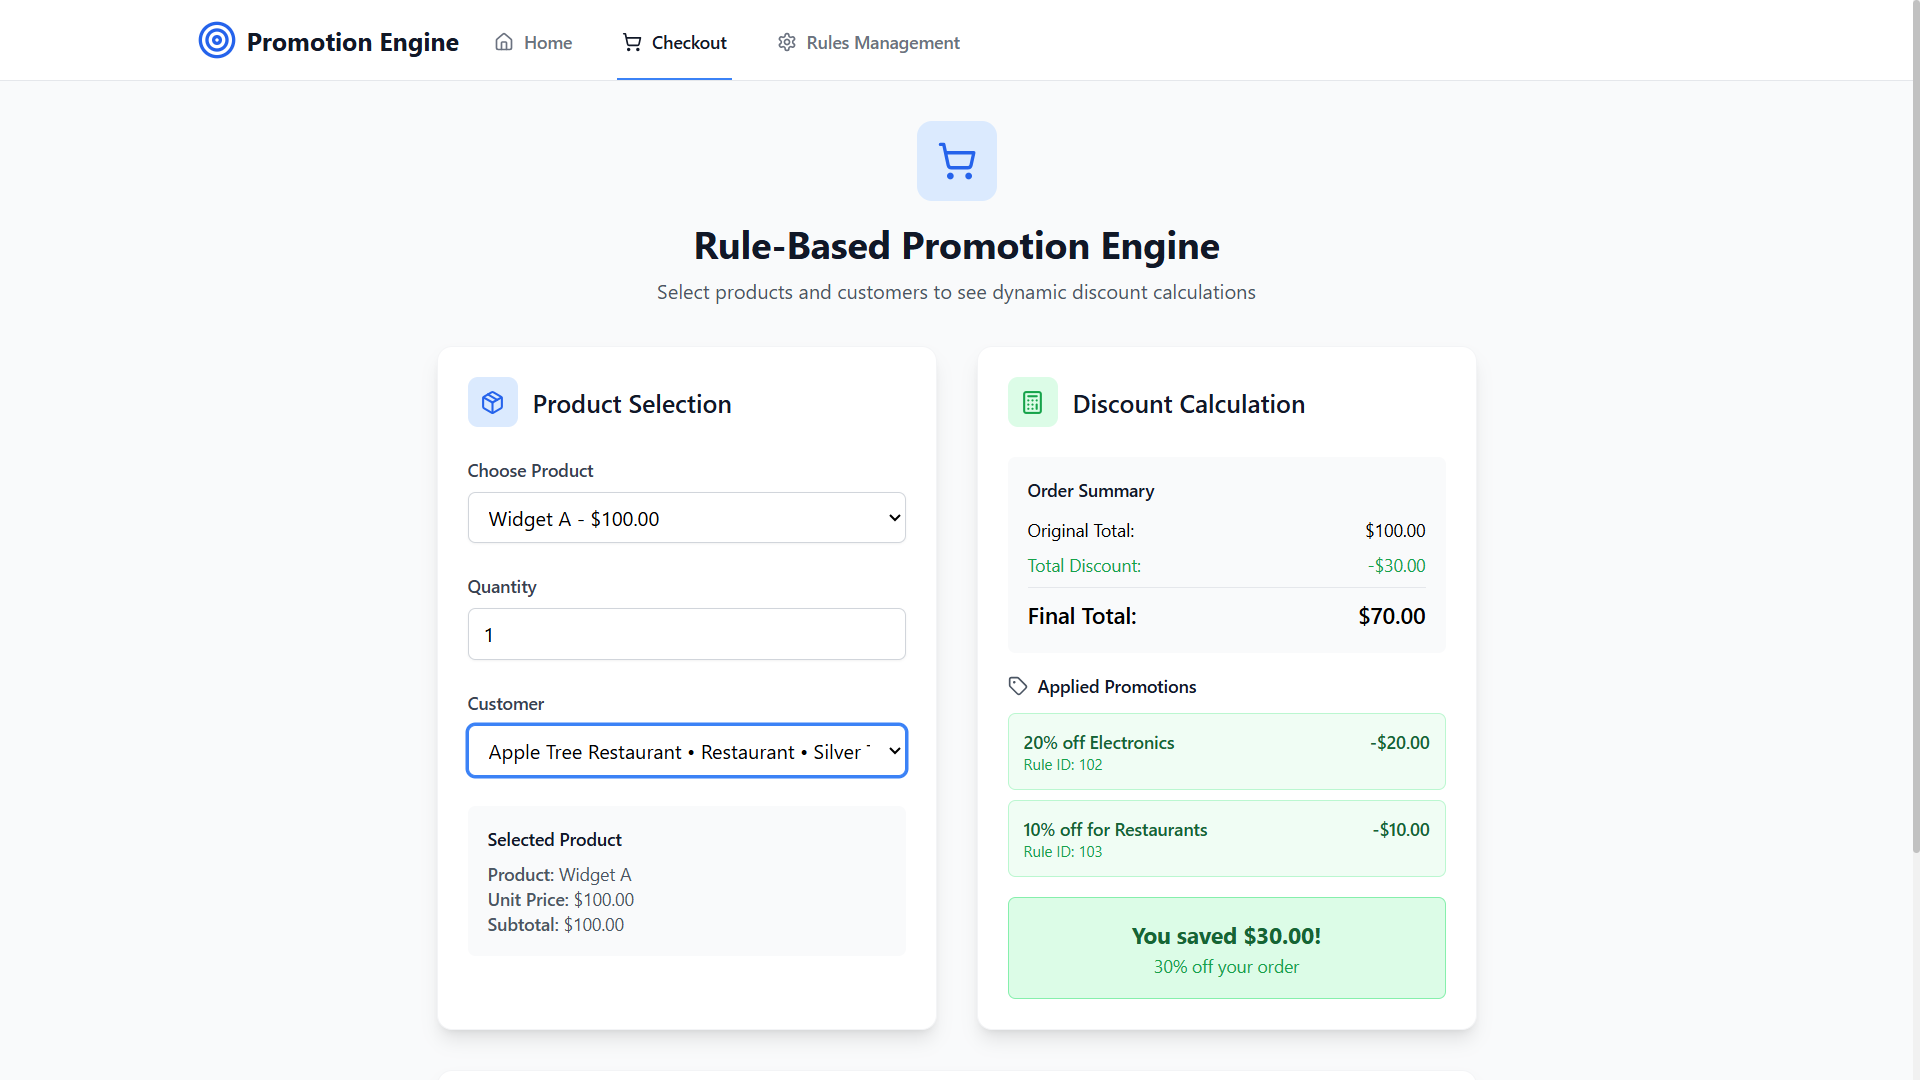 Promotion Engine
Home
Checkout
Rules Management
Rule-Based Promotion Engine
Select products and customers to see dynamic discount calculations
Product Selection
Choose Product
Widget A - $100.00
Quantity
1
Customer
Apple Tree Restaurant • Restaurant • Silver
Selected Product
Product: Widget A
Unit Price: $100.00
Subtotal: $100.00
Discount Calculation
Order Summary
Original Total: $100.00
Total Discount: -$30.00
Final Total: $70.00
Applied Promotions
20% off Electronics -$20.00
Rule ID: 102
10% off for Restaurants -$10.00
Rule ID: 103
You saved $30.00!
30% off your order